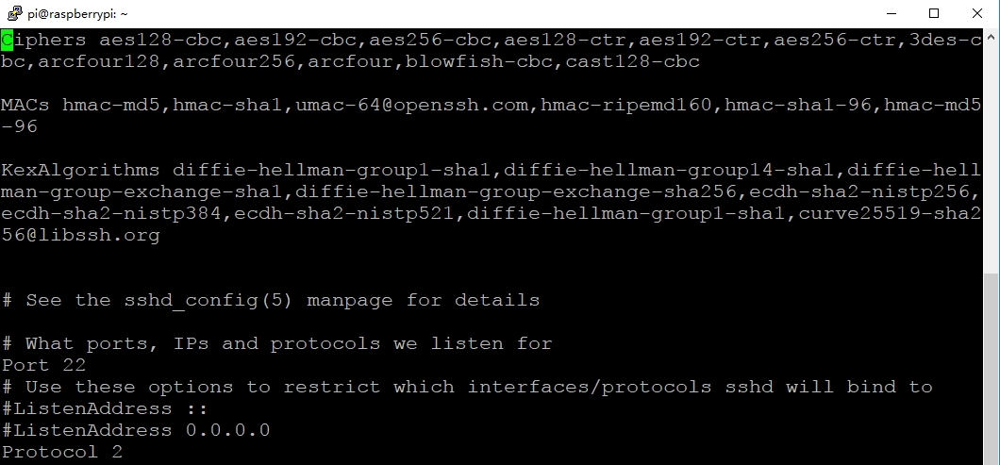 pi@raspberrypi: ~
Ciphers aes128-cbc,aes192-cbc,aes256-cbc,aes128-ctr,aes192-ctr,aes256-ctr,3des-c
bc,arcfour128,arcfour256,arcfour,blowfish-cbc,cast128-cbc
MACs hmac-md5,hmac-sha1,umac-64@openssh.com,hmac-ripemd160,hmac-sha1-96,hmac-md5
-96
KexAlgorithms diffie-hellman-group1-sha1,diffie-hellman-group14-sha1,diffie-hell
man-group-exchange-sha1,diffie-hellman-group-exchange-sha256,ecdh-sha2-nistp256,
ecdh-sha2-nistp384,ecdh-sha2-nistp521,diffie-hellman-group1-sha1,curve25519-sha2
56@libssh.org
# See the sshd_config(5) manpage for details
# What ports, IPs and protocols we listen for
Port 22
# Use these options to restrict which interfaces/protocols sshd will bind to
#ListenAddress ::
#ListenAddress 0.0.0.0
Protocol 2